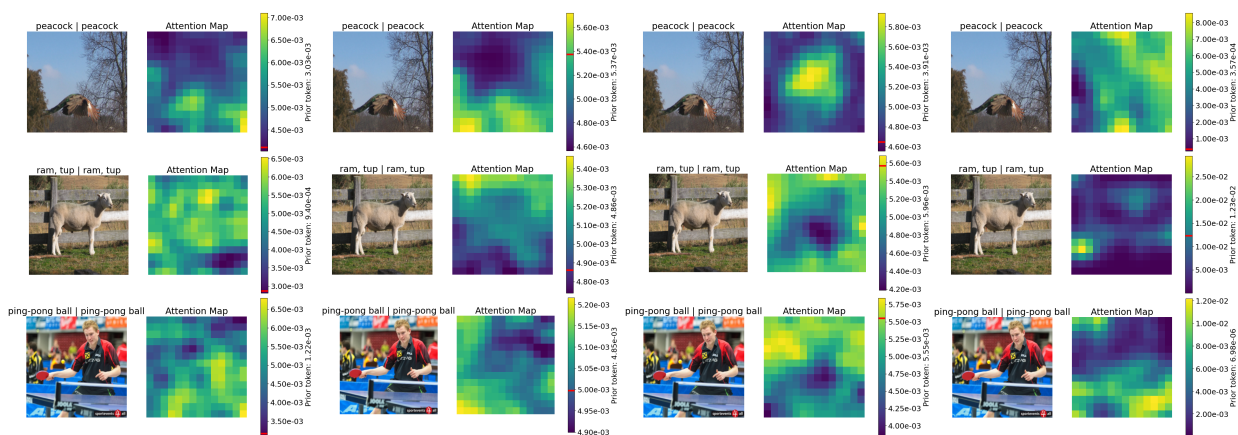 peacock | peacock Attention Map
7.00e-03
6.50e-03
6.00e-03
5.50e-03
5.00e-03
4.50e-03
Prior token: 3.03e-03
peacock | peacock Attention Map
5.60e-03
5.40e-03
5.20e-03
5.00e-03
4.80e-03
4.60e-03
Prior token: 5.37e-03
peacock | peacock Attention Map
5.80e-03
5.60e-03
5.40e-03
5.20e-03
5.00e-03
4.80e-03
4.60e-03
Prior token: 3.91e-03
peacock | peacock Attention Map
8.00e-03
7.00e-03
6.00e-03
5.00e-03
4.00e-03
3.00e-03
2.00e-03
1.00e-03
Prior token: 3.57e-04
ram, tup | ram, tup Attention Map
6.50e-03
6.00e-03
5.50e-03
5.00e-03
4.50e-03
4.00e-03
3.50e-03
3.00e-03
Prior token: 9.40e-04
ram, tup | ram, tup Attention Map
5.40e-03
5.30e-03
5.20e-03
5.10e-03
5.00e-03
4.90e-03
4.80e-03
Prior token: 4.86e-03
ram, tup | ram, tup Attention Map
5.60e-03
5.40e-03
5.20e-03
5.00e-03
4.80e-03
4.60e-03
4.40e-03
4.20e-03
Prior token: 5.96e-03
ram, tup | ram, tup Attention Map
2.50e-02
2.00e-02
1.50e-02
1.00e-02
5.00e-03
Prior token: 1.23e-02
ping-pong ball | ping-pong ball Attention Map
6.50e-03
6.00e-03
5.50e-03
5.00e-03
4.50e-03
4.00e-03
3.50e-03
Prior token: 1.22e-03
ping-pong ball | ping-pong ball Attention Map
5.20e-03
5.15e-03
5.10e-03
5.05e-03
5.00e-03
4.95e-03
4.90e-03
Prior token: 4.85e-03
ping-pong ball | ping-pong ball Attention Map
5.75e-03
5.50e-03
5.25e-03
5.00e-03
4.75e-03
4.50e-03
4.25e-03
4.00e-03
Prior token: 5.55e-03
ping-pong ball | ping-pong ball Attention Map
1.20e-02
1.00e-02
8.00e-03
6.00e-03
4.00e-03
2.00e-03
Prior token: 6.98e-06